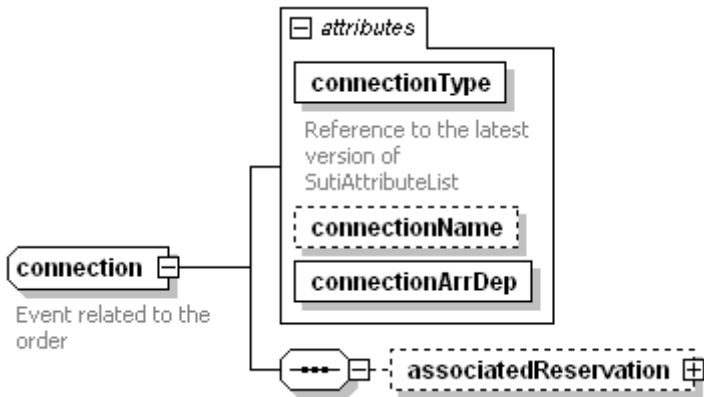 attributes
connectionType
Reference to the latest
version of
SutiAttributeList
connectionName
connectionArrDep
connection
Event related to the
order
associatedReservation